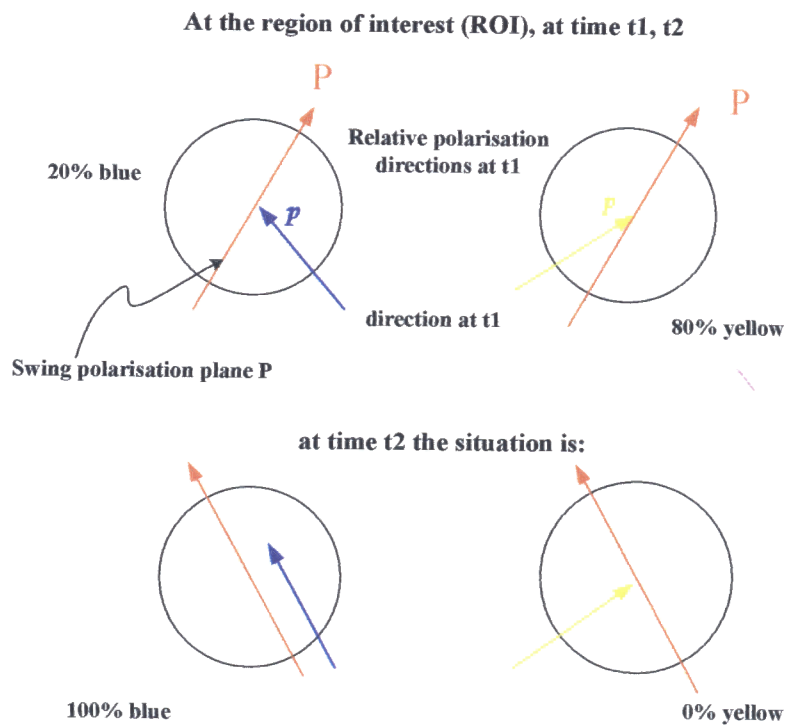 At the region of interest (ROI), at time t1, t2
P
P
20% blue
Relative polarisation
directions at t1
p
p
direction at t1
80% yellow
Swing polarisation plane P
at time t2 the situation is:
100% blue
0% yellow